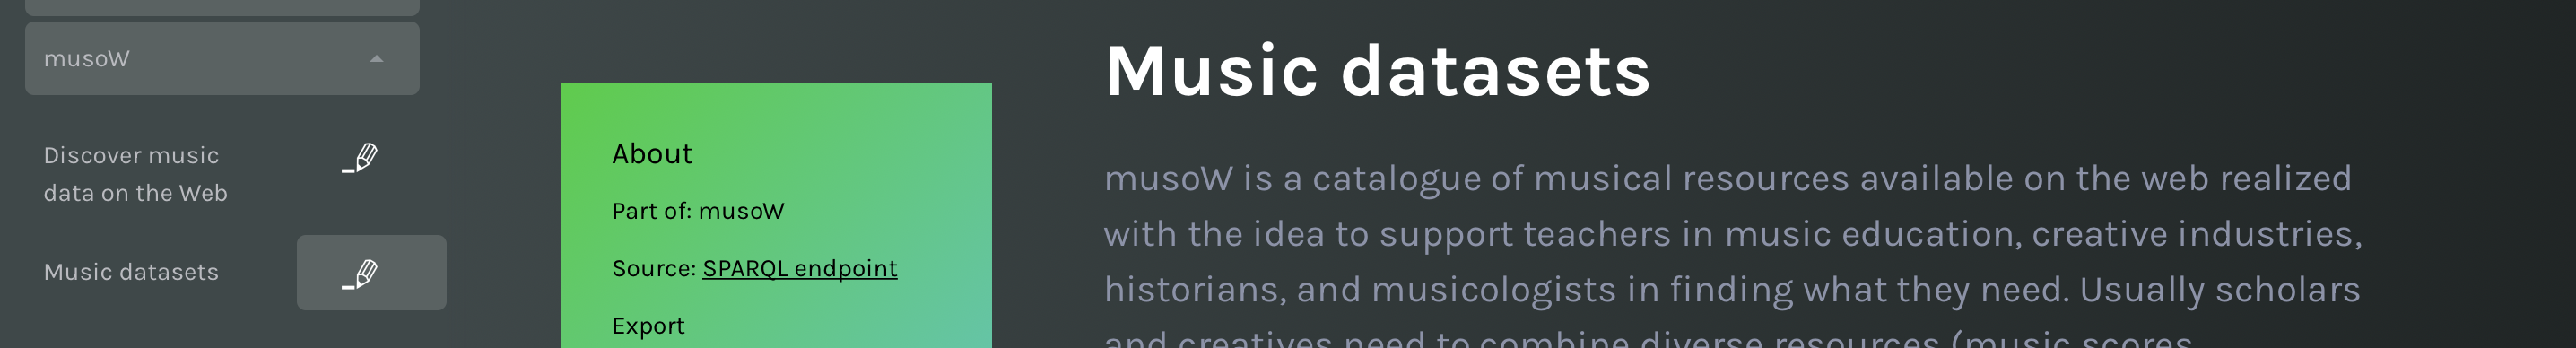 musoW
Discover music
data on the Web
Music datasets
About
Part of: musoW
Source: SPARQL endpoint
Export
Music datasets
musoW is a catalogue of musical resources available on the web realized
with the idea to support teachers in music education, creative industries,
historians, and musicologists in finding what they need. Usually scholars
and creatives need to combine diverse resources (music scores,